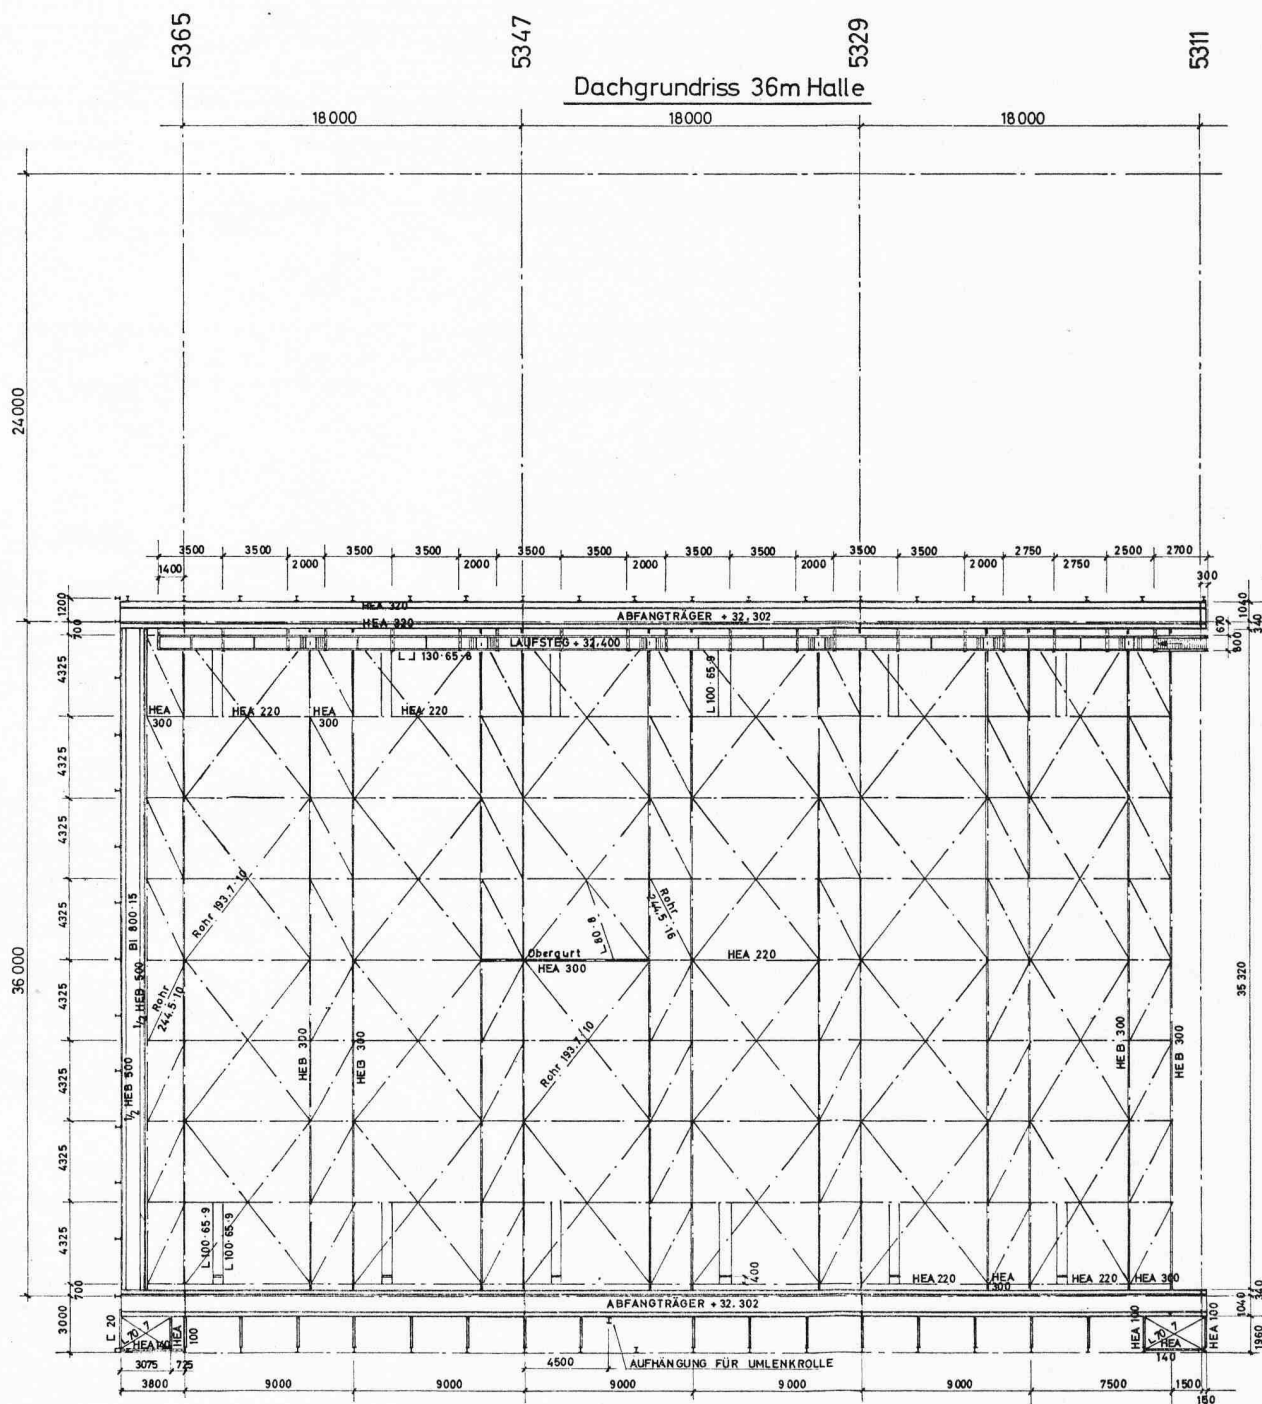 5365
5347
5329
5311
Dachgrundriss 36m Halle
18000
18000
18000
24000
36000
3500
3500
3500
3500
3500
3500
3500
3500
3500
3500
2750
2500
2700
1400
2000
2000
2000
2000
2000
2750
300
1200
700
HEA 320
ABFANGTRÄGER + 32,302
HEA 320
1040
340
670
800
LAUFSTEG + 32,400
130·65·8
L100·65·9
HEA
300
HEA 220
HEA
300
HEA 220
4325
4325
4325
4325
4325
4325
4325
4325
Rohr 193.7·10
Rohr
244.5·16
L 80·8
BI 800·15
Obergurt
HEA 300
HEA 220
1/2 HEB 500
Rohr
244.5·10
35320
Rohr 193.7·10
HEB 300
HEB 300
HEB 300
HEB 300
1/2 HEB 500
L100·65·9
L100·65·9
400
HEA 220
HEA
300
HEA 220
HEA 300
700
340
ABFANGTRÄGER + 32.302
1040
3000
L 70·7
HEA 140
HEA
100
HEA 100
L 70·7
HEA
140
HEA 100
1960
3075
725
4500
AUFHÄNGUNG FÜR UMLENKROLLE
3800
9000
9000
9000
9000
9000
7500
1500
150